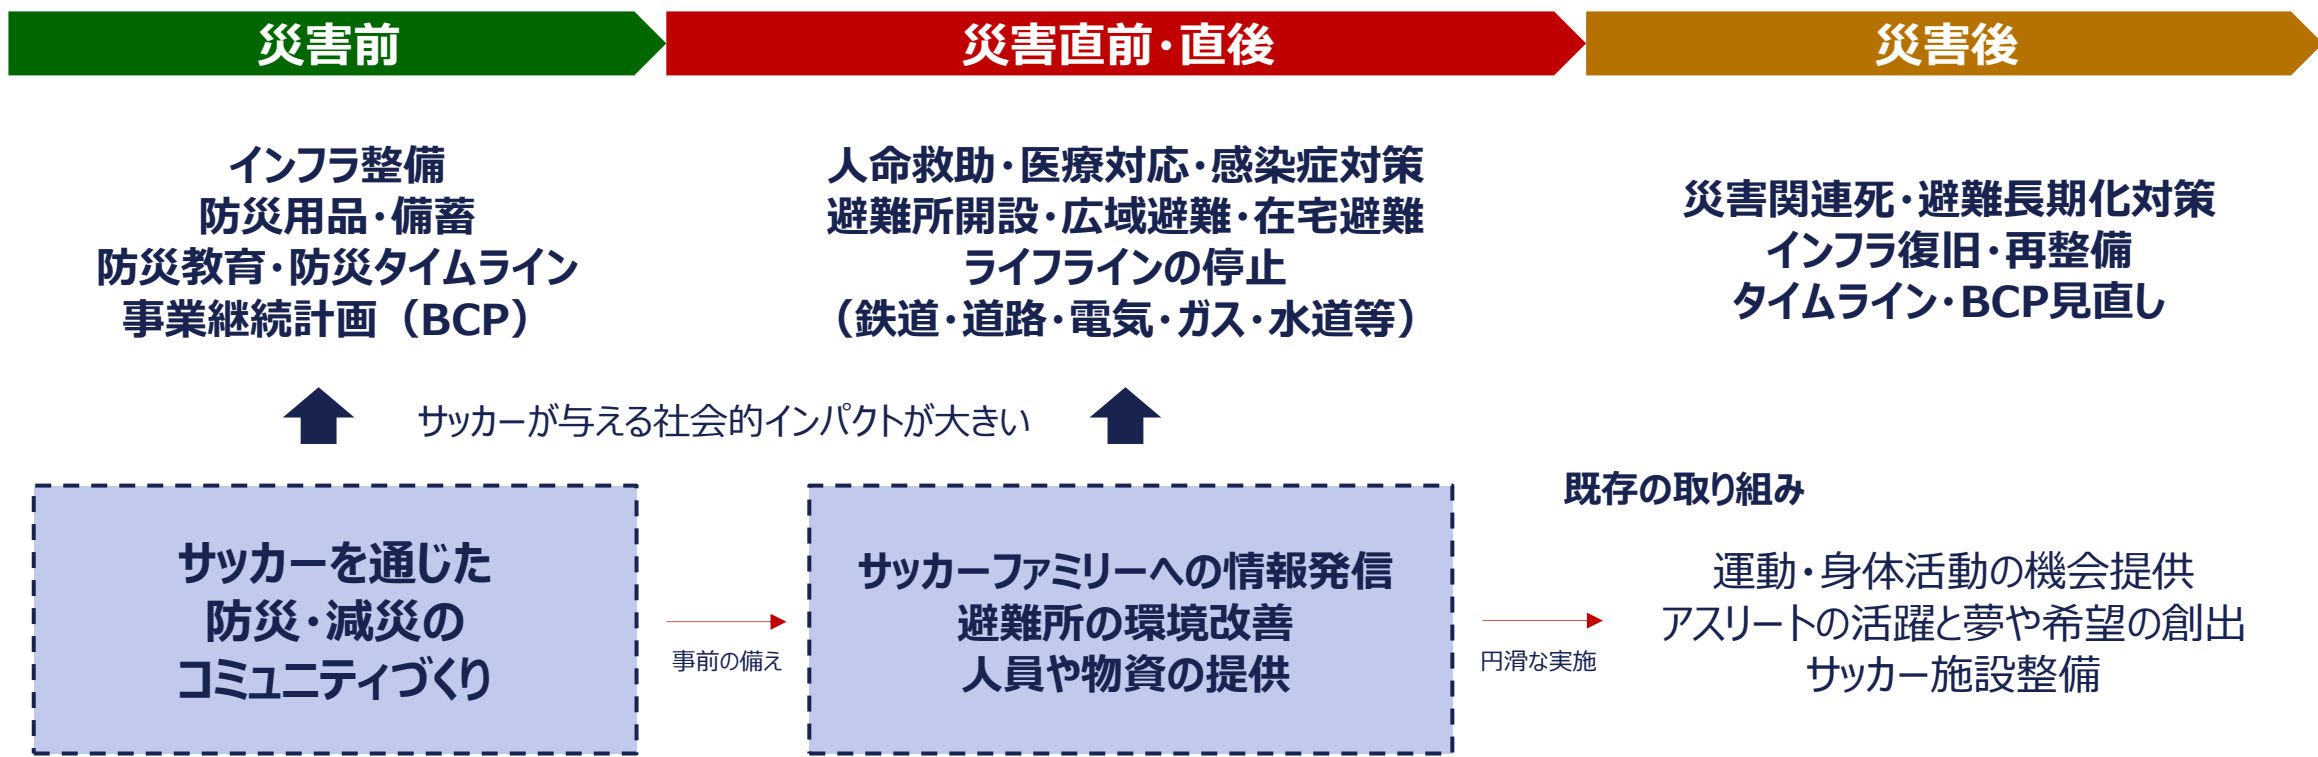 災害前
災害直前・直後
災害後
インフラ整備
防災用品・備蓄
防災教育・防災タイムライン
事業継続計画（BCP）
人命救助・医療対応・感染症対策
避難所開設・広域避難・在宅避難
ライフラインの停止
（鉄道・道路・電気・ガス・水道等）
災害関連死・避難長期化対策
インフラ復旧・再整備
タイムライン・BCP見直し
サッカーが与える社会的インパクトが大きい
サッカーを通じた
防災・減災の
コミュニティづくり
事前の備え
サッカーファミリーへの情報発信
避難所の環境改善
人員や物資の提供
円滑な実施
既存の取り組み
運動・身体活動の機会提供
アスリートの活躍と夢や希望の創出
サッカー施設整備